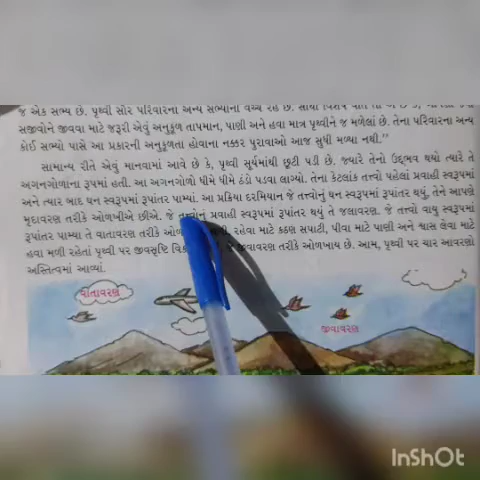 જ એક સભ્ય છે. પૃથ્વી સૌર પરિવારના અન્ય સભ્યોની વચ્ચે રહે છે.
સજીવોને જીવવા માટે જરૂરી એવું અનુકૂળ તાપમાન, પાણી અને હવા માત્ર પૃથ્વીને જ મળેલાં છે. તેના પરિવારના અન્ય
કોઈ સભ્યો પાસે આ પ્રકારની અનુકૂળતા હોવાના નક્કર પુરાવાઓ આજ સુધી મળ્યા નથી.''
સામાન્ય રીતે એવું માનવામાં આવે છે કે, પૃથ્વી સૂર્યમાંથી છૂટી પડી છે. જ્યારે તેનો ઉદ્ભવ થયો ત્યારે તે
અગનગોળાના રૂપમાં હતી. આ અગનગોળો ધીમે ધીમે ઠંડો પડવા લાગ્યો. તેના કેટલાંક તત્ત્વો પહેલાં પ્રવાહી સ્વરૂપમાં
અને ત્યાર બાદ ઘન સ્વરૂપમાં રૂપાંતર પામ્યાં. આ પ્રક્રિયા દરમિયાન જે તત્ત્વોનું ઘન સ્વરૂપમાં રૂપાંતર થયું, તેને આપણે
મૃદાવરણ તરીકે ઓળખીએ છીએ. જે તત્ત્વોનું પ્રવાહી સ્વરૂપમાં રૂપાંતર થયું તે જલાવરણ. જે તત્ત્વો વાયુ સ્વરૂપમાં
રૂપાંતર પામ્યા તે વાતાવરણ તરીકે રહેવા માટે કઠણ સપાટી, પીવા માટે પાણી અને શ્વાસ લેવા માટે
હવા મળી રહેતાં પૃથ્વી પર જીવસૃષ્ટિ જીવાવરણ તરીકે ઓળખાય છે. આમ, પૃથ્વી પર ચાર આવરણો
અસ્તિત્વમાં આવ્યાં.
વાતાવરણ
જીવાવરણ
InShOt